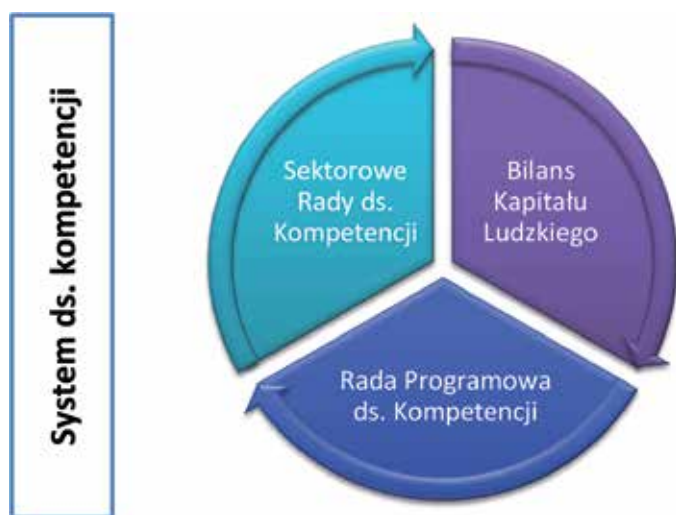 System ds. kompetencji
Sektorowe
Rady ds.
Kompetencji
Bilans
Kapitału
Ludzkiego
Rada Programowa
ds. Kompetencji